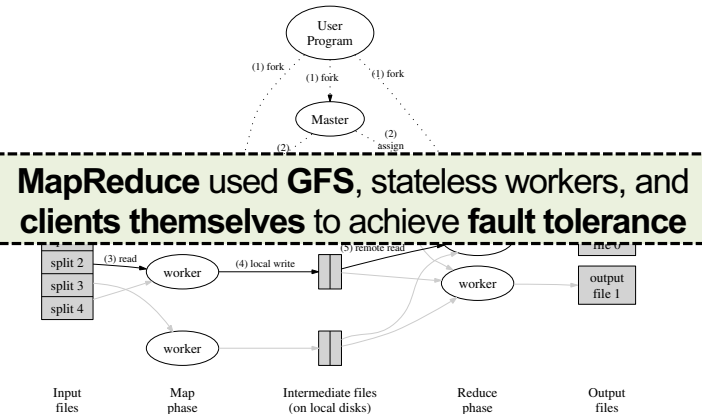 User
Program
(1) fork
(1) fork
(1) fork
Master
(2)
(2)
assign
MapReduce used GFS, stateless workers, and
clients themselves to achieve fault tolerance
(5) remote read
file 0
split 2
(3) read
worker
(4) local write
split 3
split 4
worker
output
file 1
worker
Input
files
Map
phase
Intermediate files
(on local disks)
Reduce
phase
Output
files